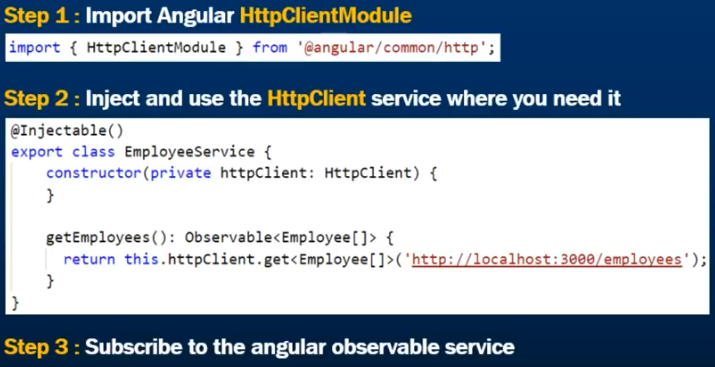 Step 1 : Import Angular HttpClientModule
import { HttpClientModule } from '@angular/common/http';
Step 2 : Inject and use the HttpClient service where you need it
@Injectable()
export class EmployeeService {
constructor(private httpClient: HttpClient) {
}
getEmployees(): Observable<Employee[]> {
return this.httpClient.get<Employee[]>('http://localhost:3000/employees');
}
}
Step 3 : Subscribe to the angular observable service